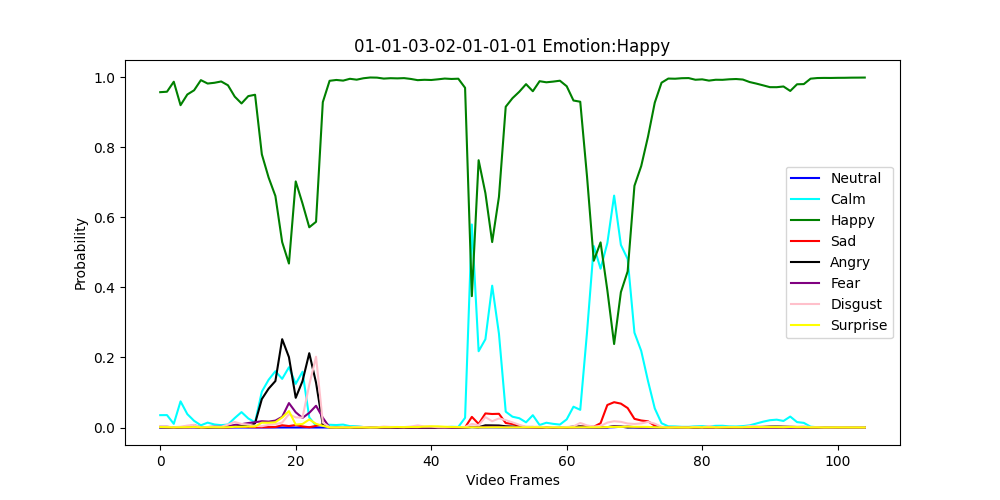 01-01-03-02-01-01-01 Emotion:Happy
Probability
1.0
0.8
0.6
0.4
0.2
0.0
0
20
40
60
80
100
Video Frames
Neutral
Calm
Happy
Sad
Angry
Fear
Disgust
Surprise